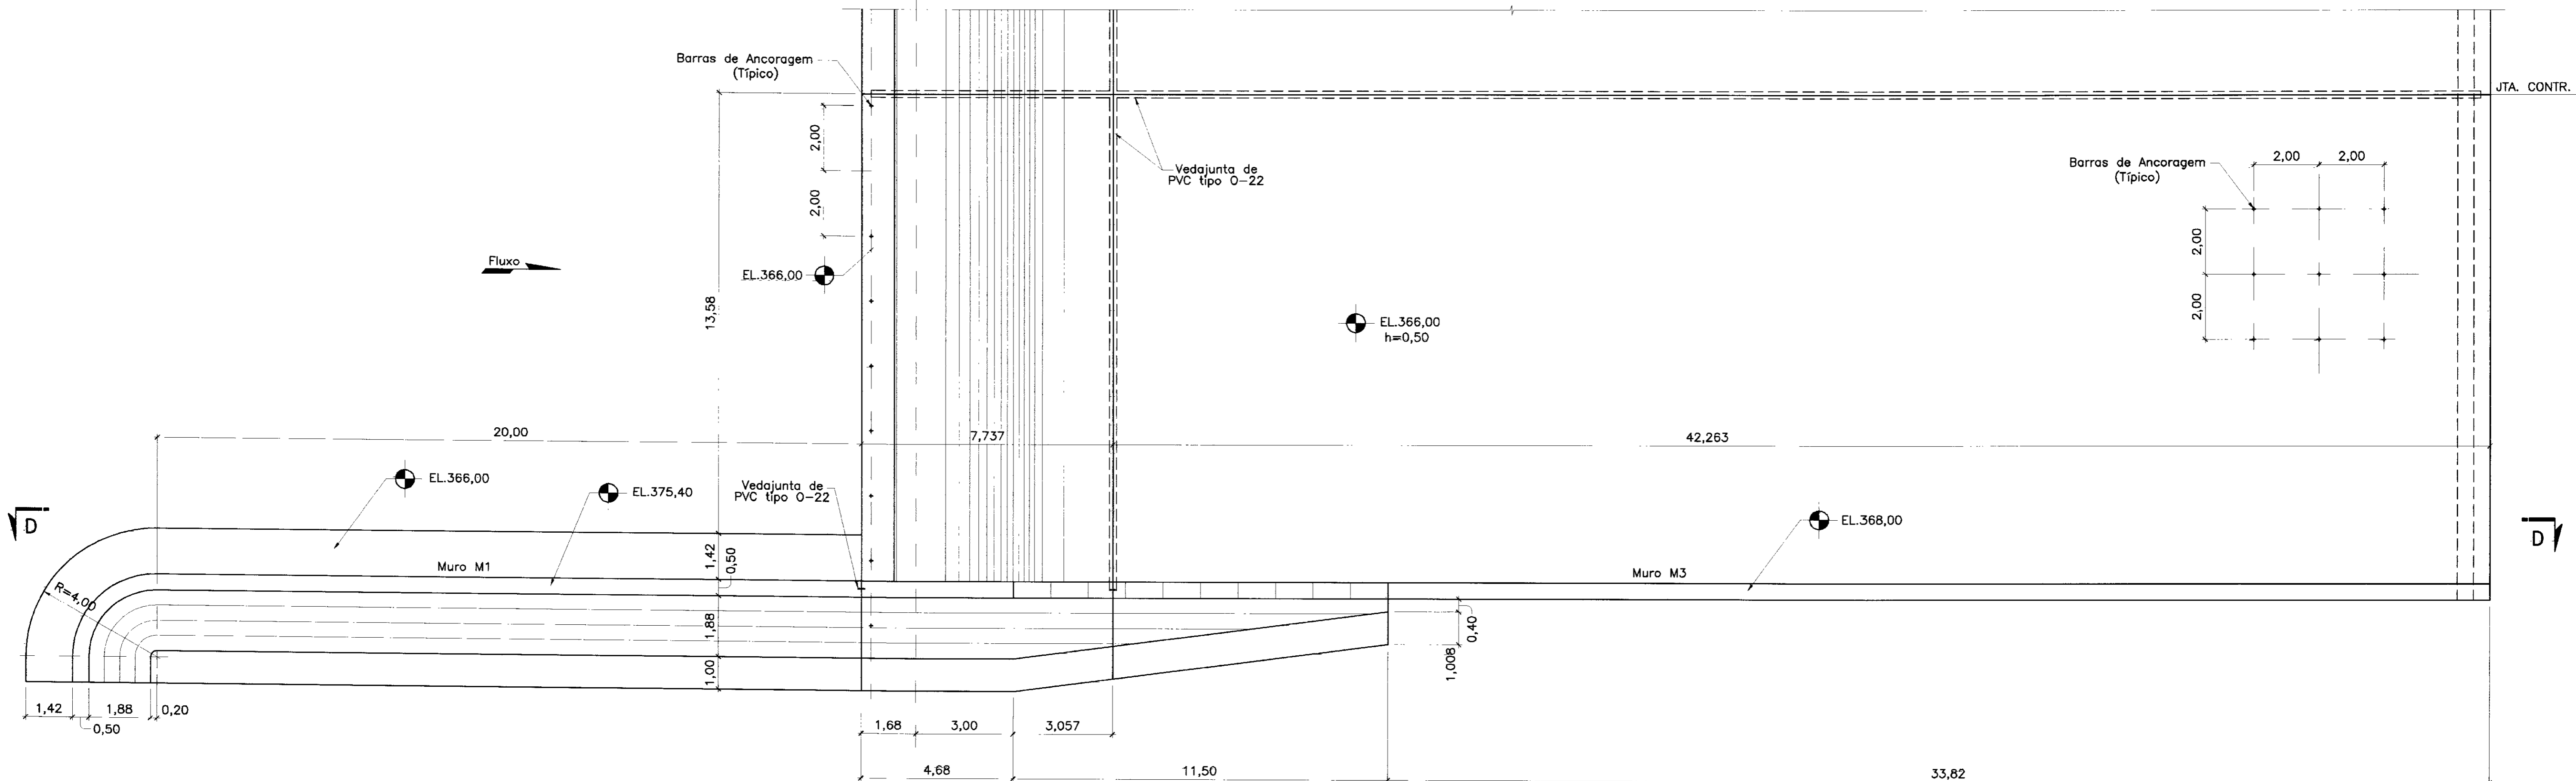 Barras de Ancoragem
(Típico)
JTA. CONTR.
2,00
2,00
13,58
Vedajunta de
PVC tipo O-22
Barras de Ancoragem
(Típico)
2,00
2,00
2,00
2,00
Fluxo
EL.366,00
EL.366,00
h=0,50
20,00
7,737
42,263
EL.366,00
EL.375,40
Vedajunta de
PVC tipo O-22
EL.368,00
D
D
Muro M1
1,42
0,50
Muro M3
R=4,00
1,88
1,00
0,40
1,008
1,42
0,50
1,88
0,20
1,68
3,00
3,057
4,68
11,50
33,82